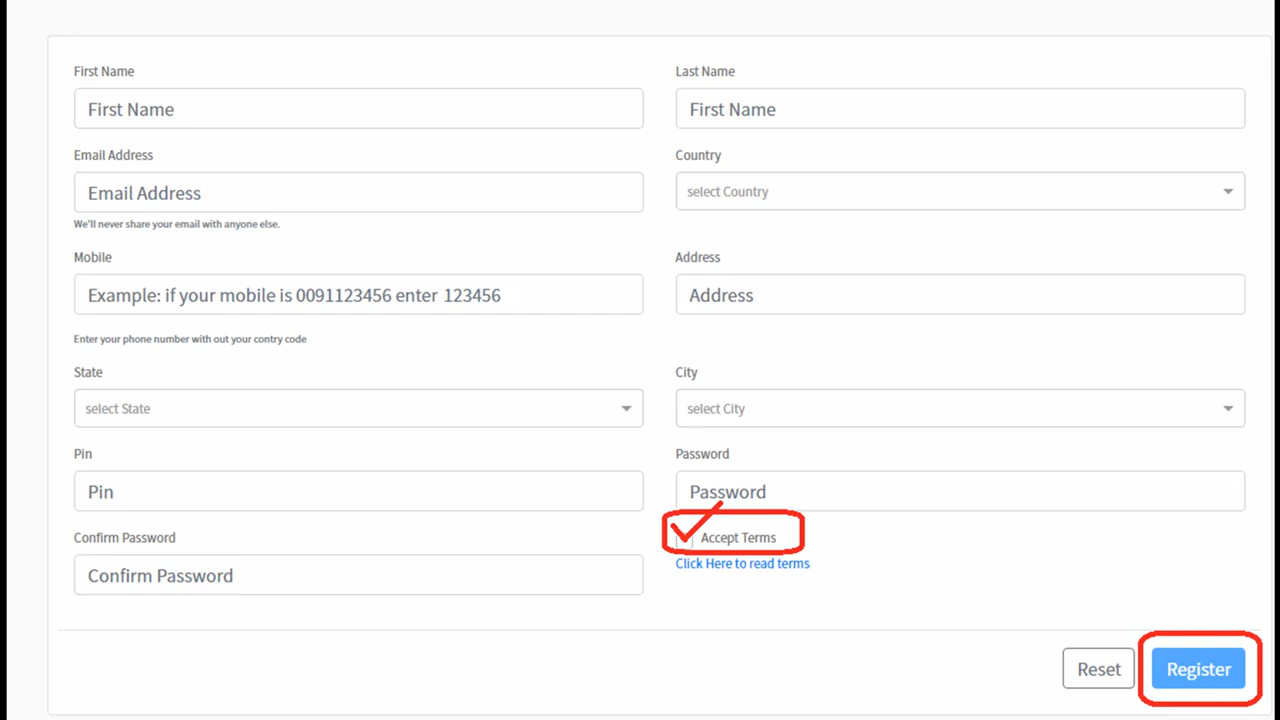 First Name
Last Name
First Name
First Name
Email Address
Country
Email Address
select Country
We'll never share your email with anyone else.
Mobile
Address
Example: if your mobile is 0091123456 enter 123456
Address
Enter your phone number with out your contry code
State
City
select State
select City
Pin
Password
Pin
Password
Confirm Password
Accept Terms
Confirm Password
Click Here to read terms
Reset
Register